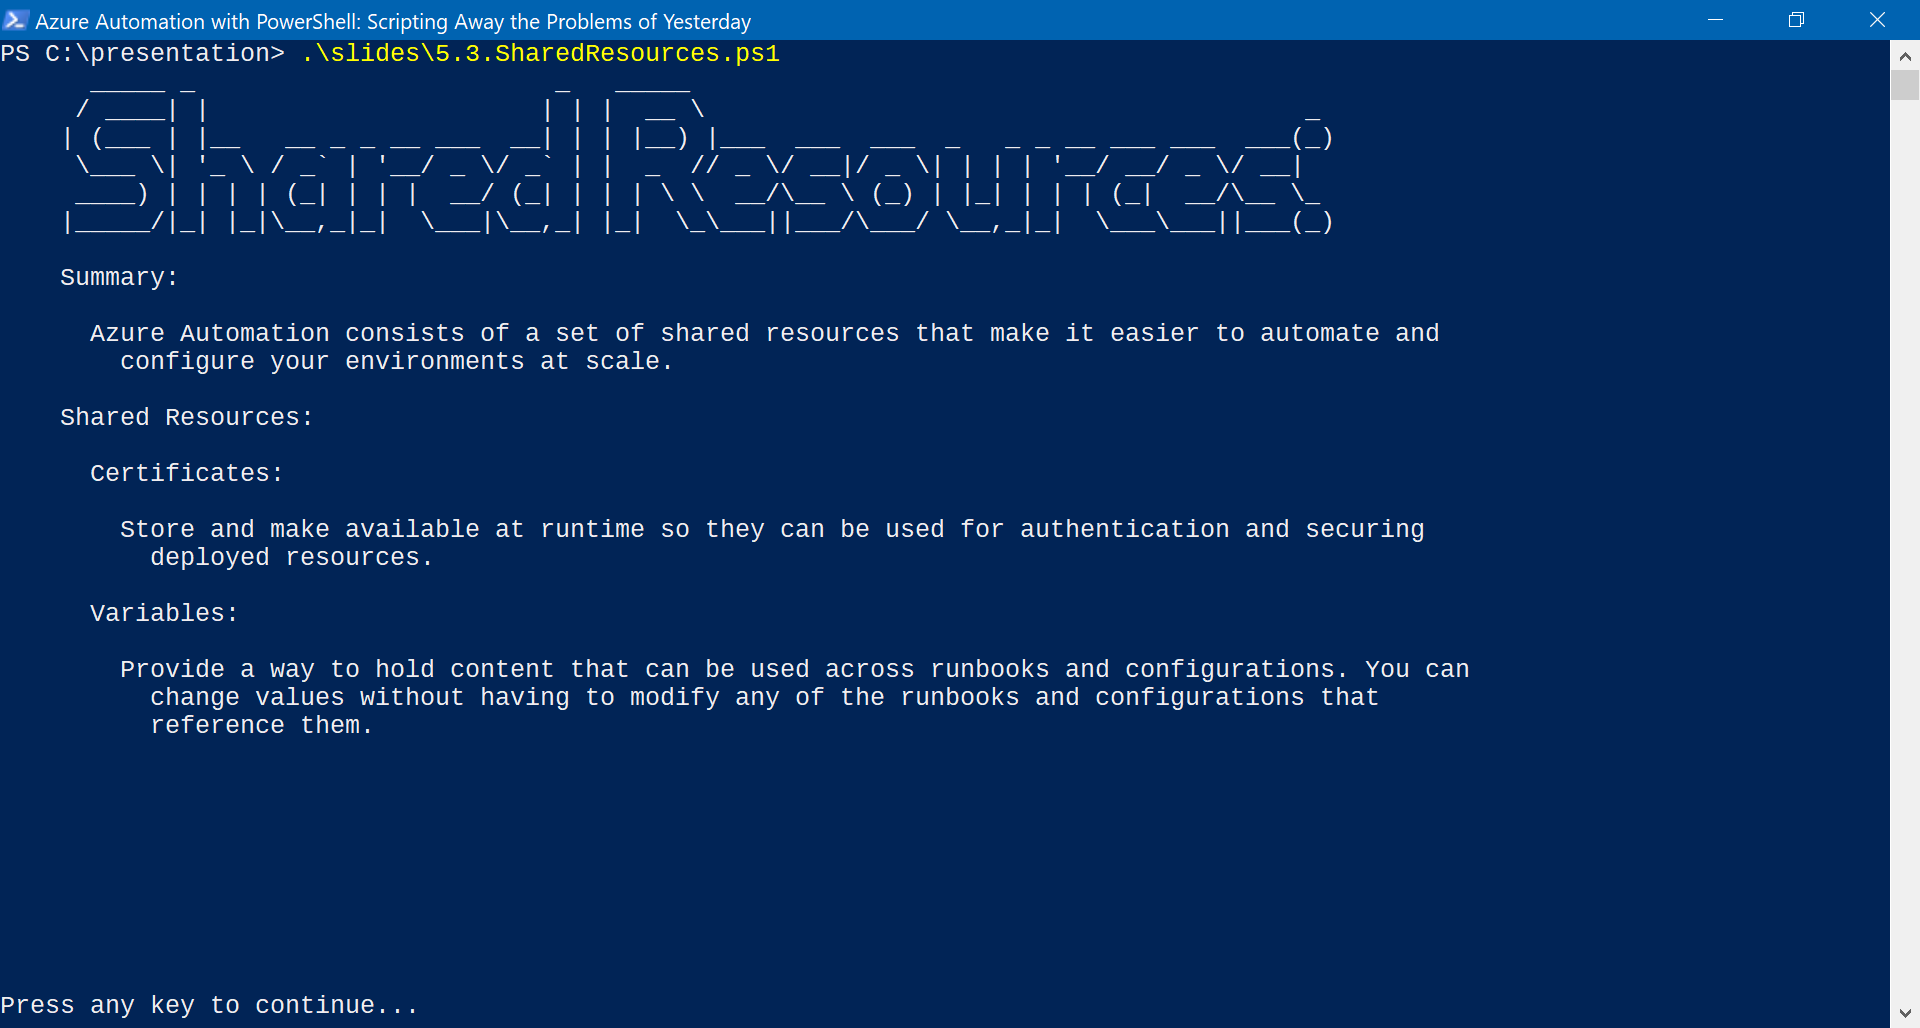 Azure Automation with PowerShell: Scripting Away the Problems of Yesterday
PS C:\presentation> .\slides\5.3.SharedResources.ps1
Shared Resources:
Summary:
Azure Automation consists of a set of shared resources that make it easier to automate and
configure your environments at scale.
Shared Resources:
Certificates:
Store and make available at runtime so they can be used for authentication and securing
deployed resources.
Variables:
Provide a way to hold content that can be used across runbooks and configurations. You can
change values without having to modify any of the runbooks and configurations that
reference them.
Press any key to continue...